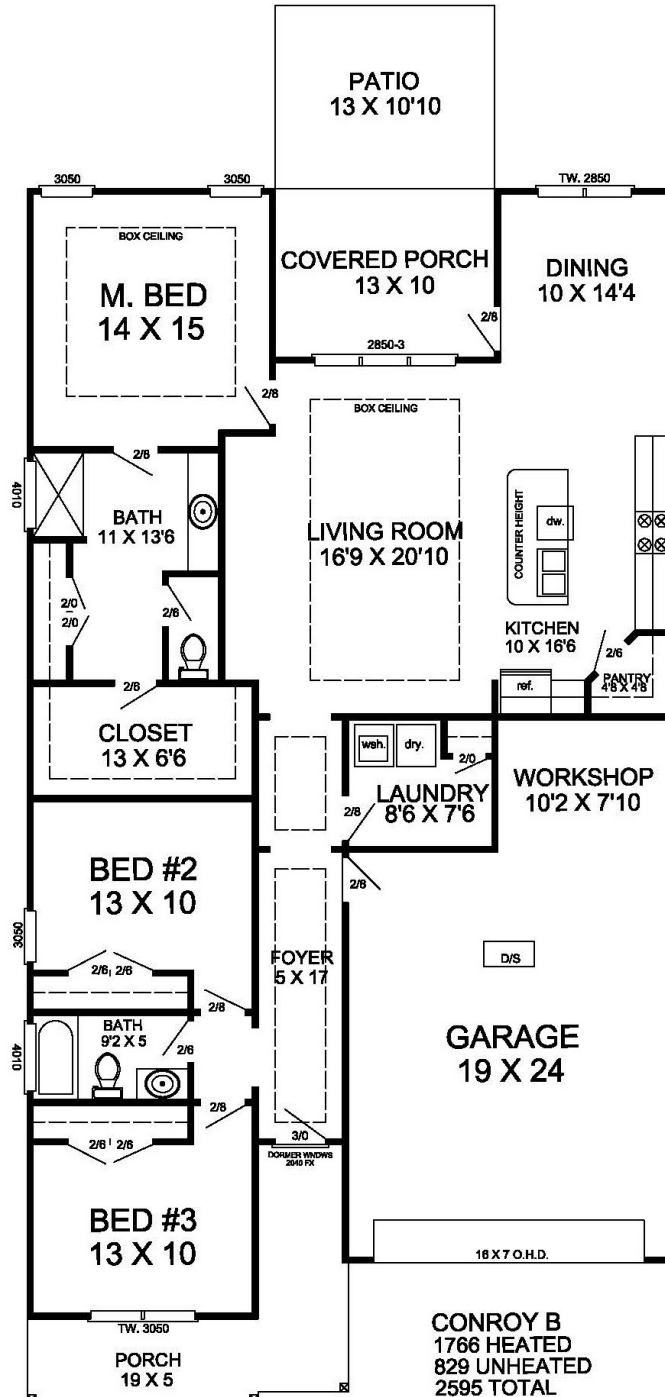 PATIO
13 X 10'10
3050
3050
TW. 2850
BOX CEILING
M. BED
14 X 15
COVERED PORCH
13 X 10
DINING
10 X 14'4
2/8
2850-3
2/8
BOX CEILING
2/8
4010
BATH
11 X 13'6
LIVING ROOM
16'9 X 20'10
COUNTER HEIGHT
dw.
2/0
2/0
2/6
KITCHEN
10 X 16'6
2/6
PANTRY
4'8 X 4'8
ref.
2/6
CLOSET
13 X 6'6
wsh.
dry.
2/0
LAUNDRY
8'6 X 7'6
WORKSHOP
10'2 X 7'10
2/8
BED #2
13 X 10
2/8
3050
FOYER
5 X 17
D/S
2/6 2/6
2/8
BATH
9'2 X 5
2/6
4010
GARAGE
19 X 24
2/8
2/6 2/6
3/0
DORMER WNDWS
2040 FX
BED #3
13 X 10
16 X 7 O.H.D.
TW. 3050
PORCH
19 X 5
CONROY B
1766 HEATED
829 UNHEATED
2595 TOTAL